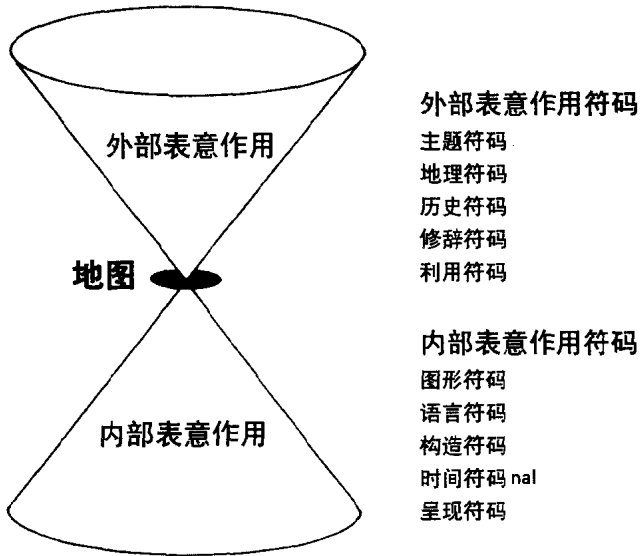 外部表意作用
地图
内部表意作用
外部表意作用符码
主题符码
地理符码
历史符码
修辞符码
利用符码
内部表意作用符码
图形符码
语言符码
构造符码
时间符码 nal
呈现符码